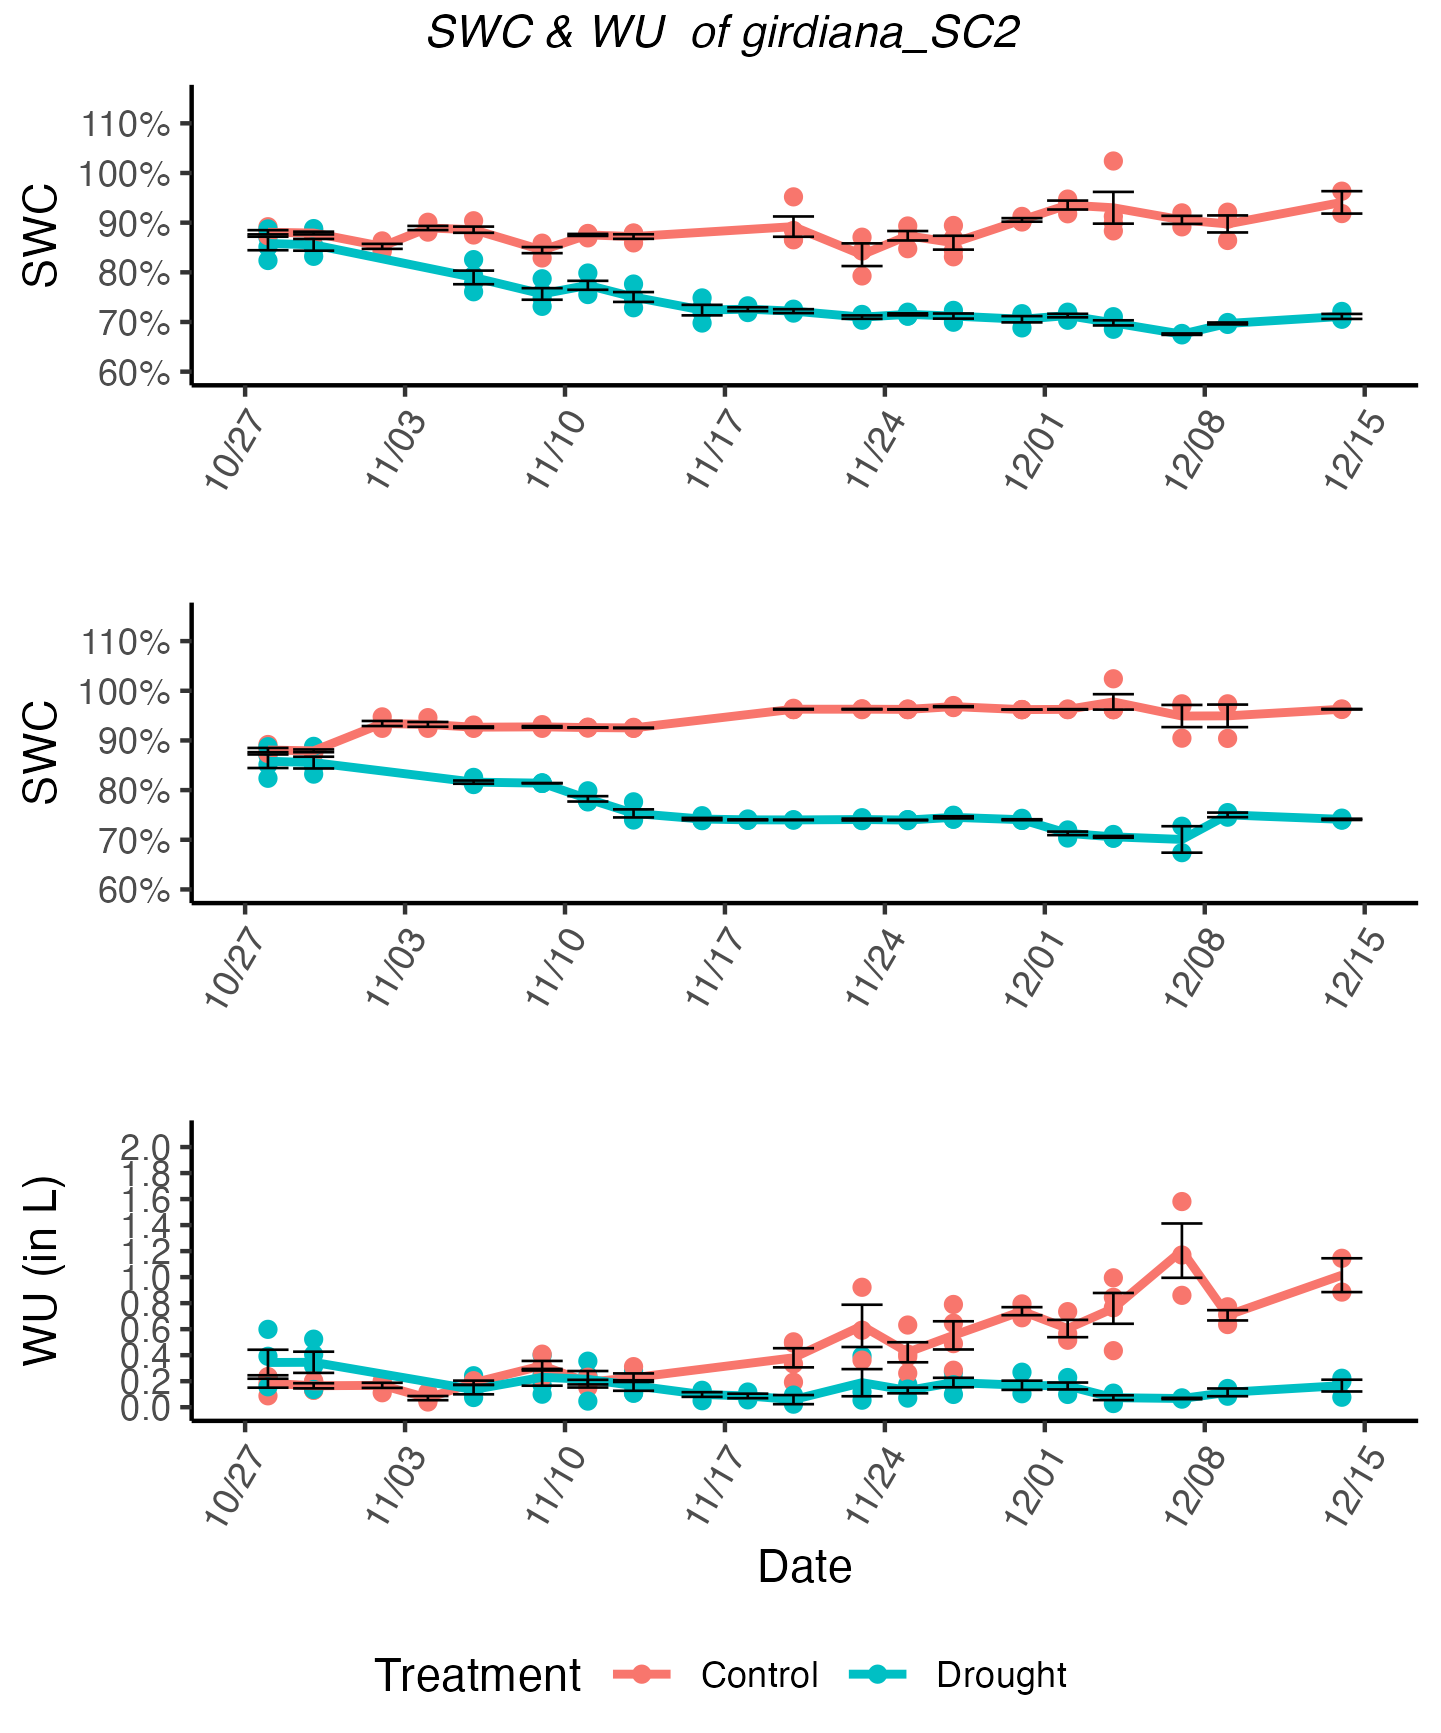 SWC & WU  of girdiana_SC2
SWC
110%
100%
90%
80%
70%
60%
10/27 11/03 11/10 11/17 11/24 12/01 12/08 12/15
SWC
110%
100%
90%
80%
70%
60%
10/27 11/03 11/10 11/17 11/24 12/01 12/08 12/15
WU (in L)
2.0
1.8
1.6
1.4
1.2
1.0
0.8
0.6
0.4
0.2
0.0
10/27 11/03 11/10 11/17 11/24 12/01 12/08 12/15
Date
Treatment Control Drought